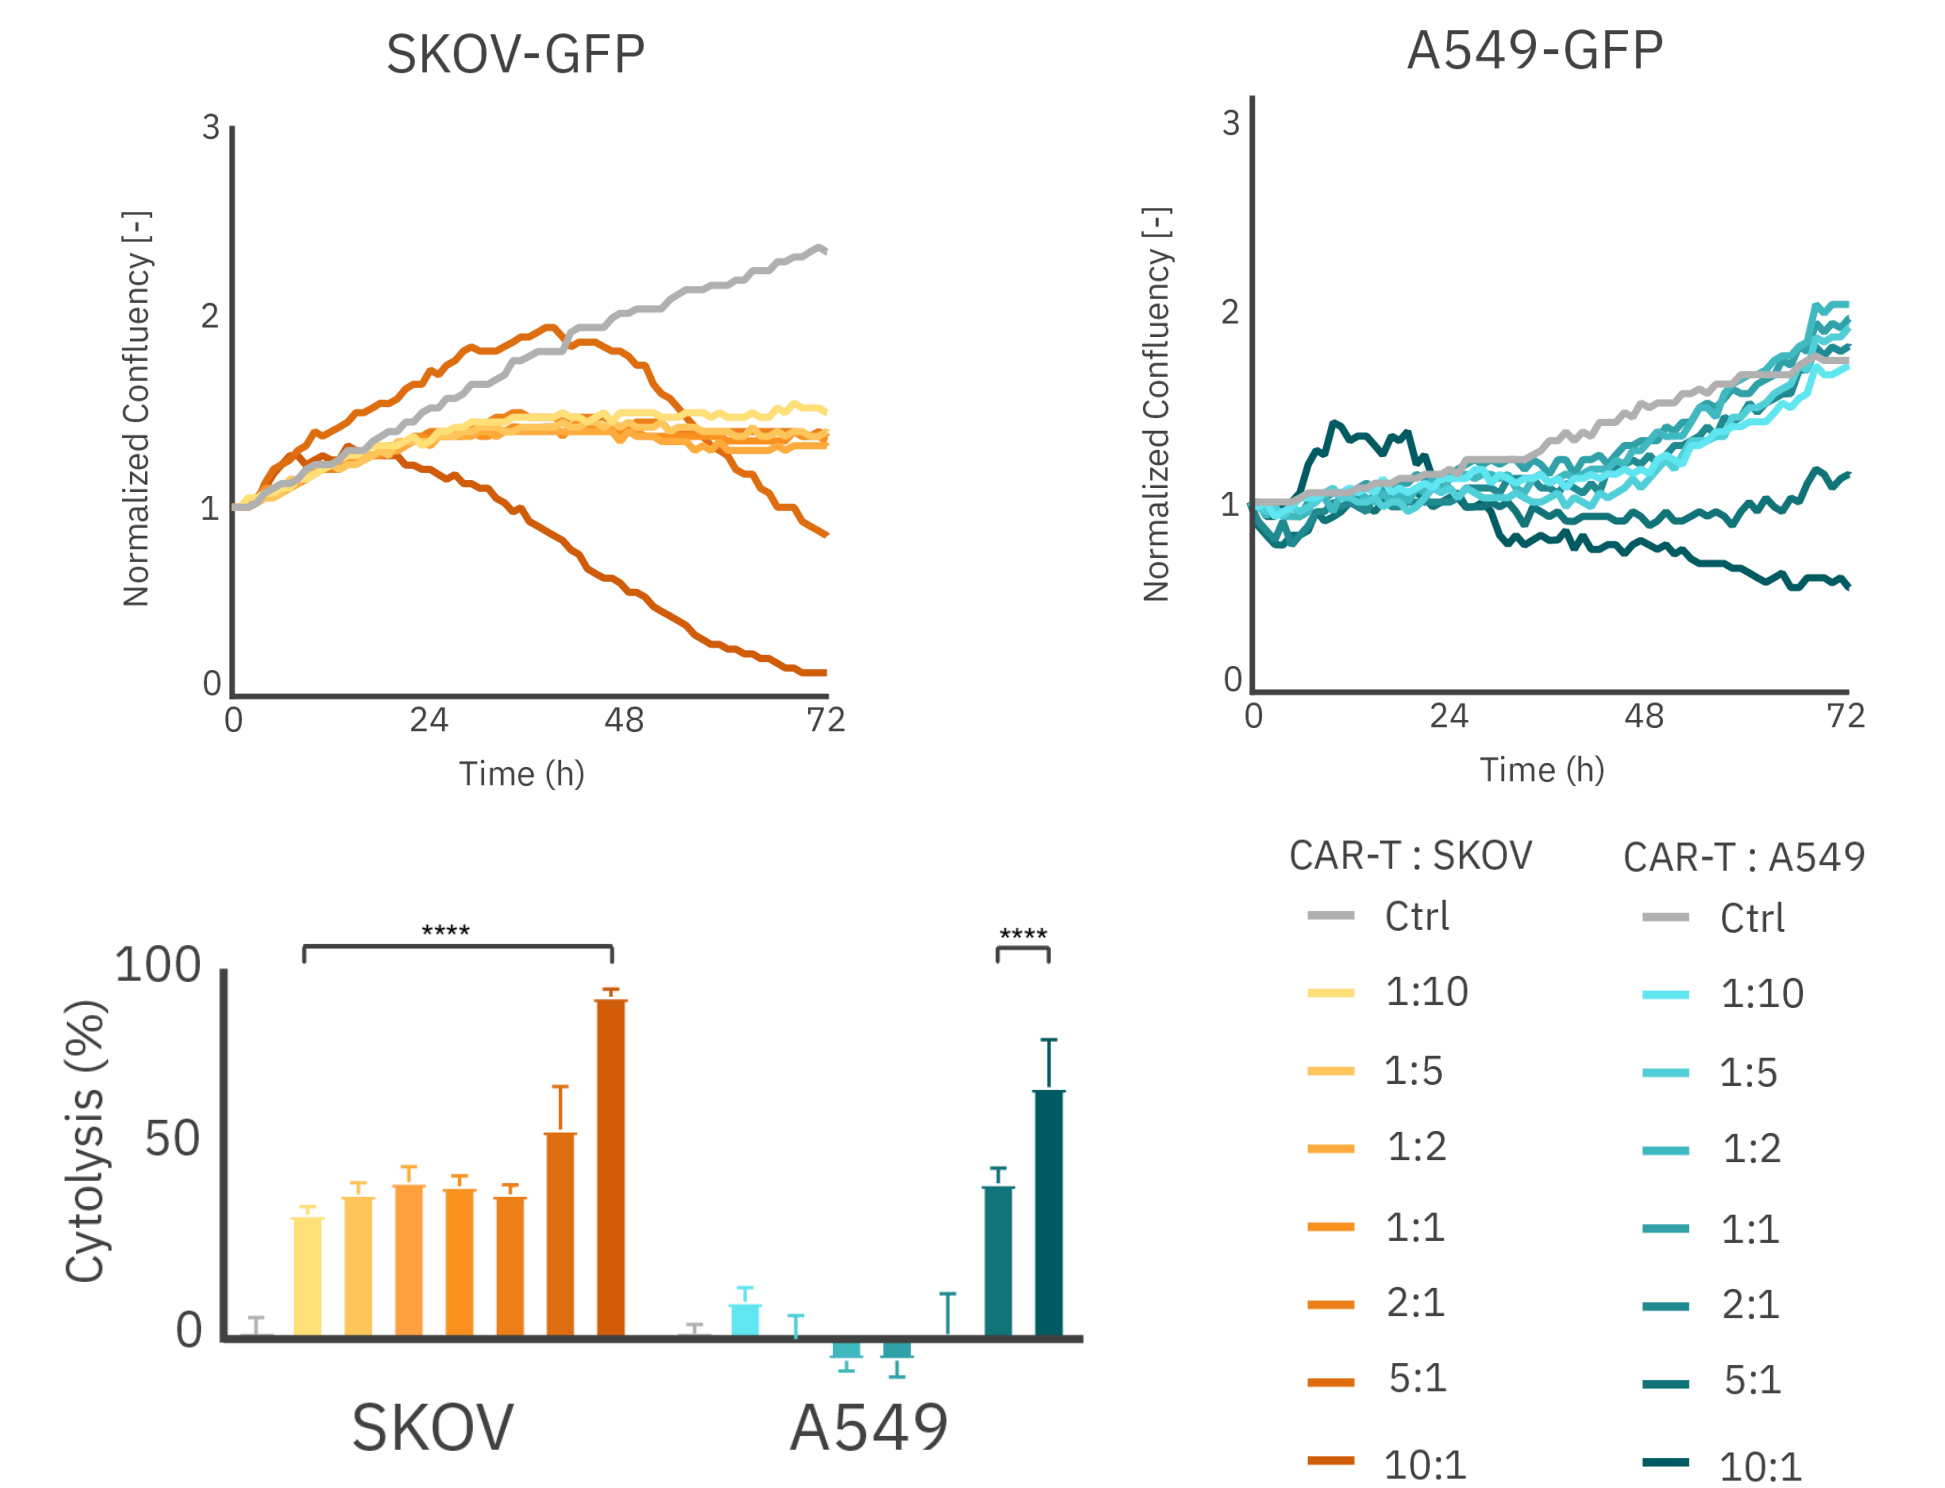 SKOV-GFP
3
2
1
0
Normalized Confluency [-]
0 24 48 72
Time (h)
A549-GFP
3
2
1
0
Normalized Confluency [-]
0 24 48 72
Time (h)
100
50
0
Cytolysis (%)
****
****
SKOV
A549
CAR-T : SKOV
Ctrl
1:10
1:5
1:2
1:1
2:1
5:1
10:1
CAR-T : A549
Ctrl
1:10
1:5
1:2
1:1
2:1
5:1
10:1